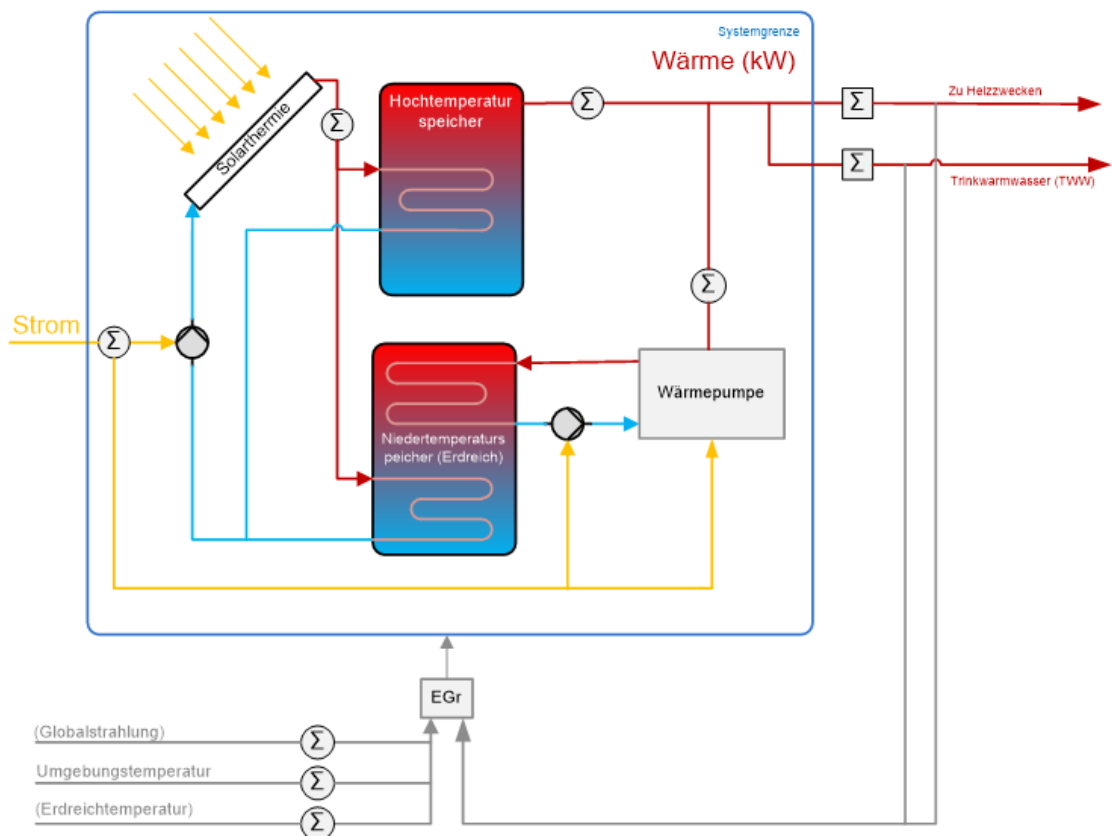 Systemgrenze
Wärme (kW)
Solarthermie
Σ
Hochtemperatur
speicher
Σ
Σ
Zu Heizzwecken
Σ
Trinkwarmwasser (TWW)
Σ
Strom
Σ
Wärmepumpe
Niedertemperaturs
peicher (Erdreich)
EGr
(Globalstrahlung)
Σ
Umgebungstemperatur
Σ
(Erdreichtemperatur)
Σ